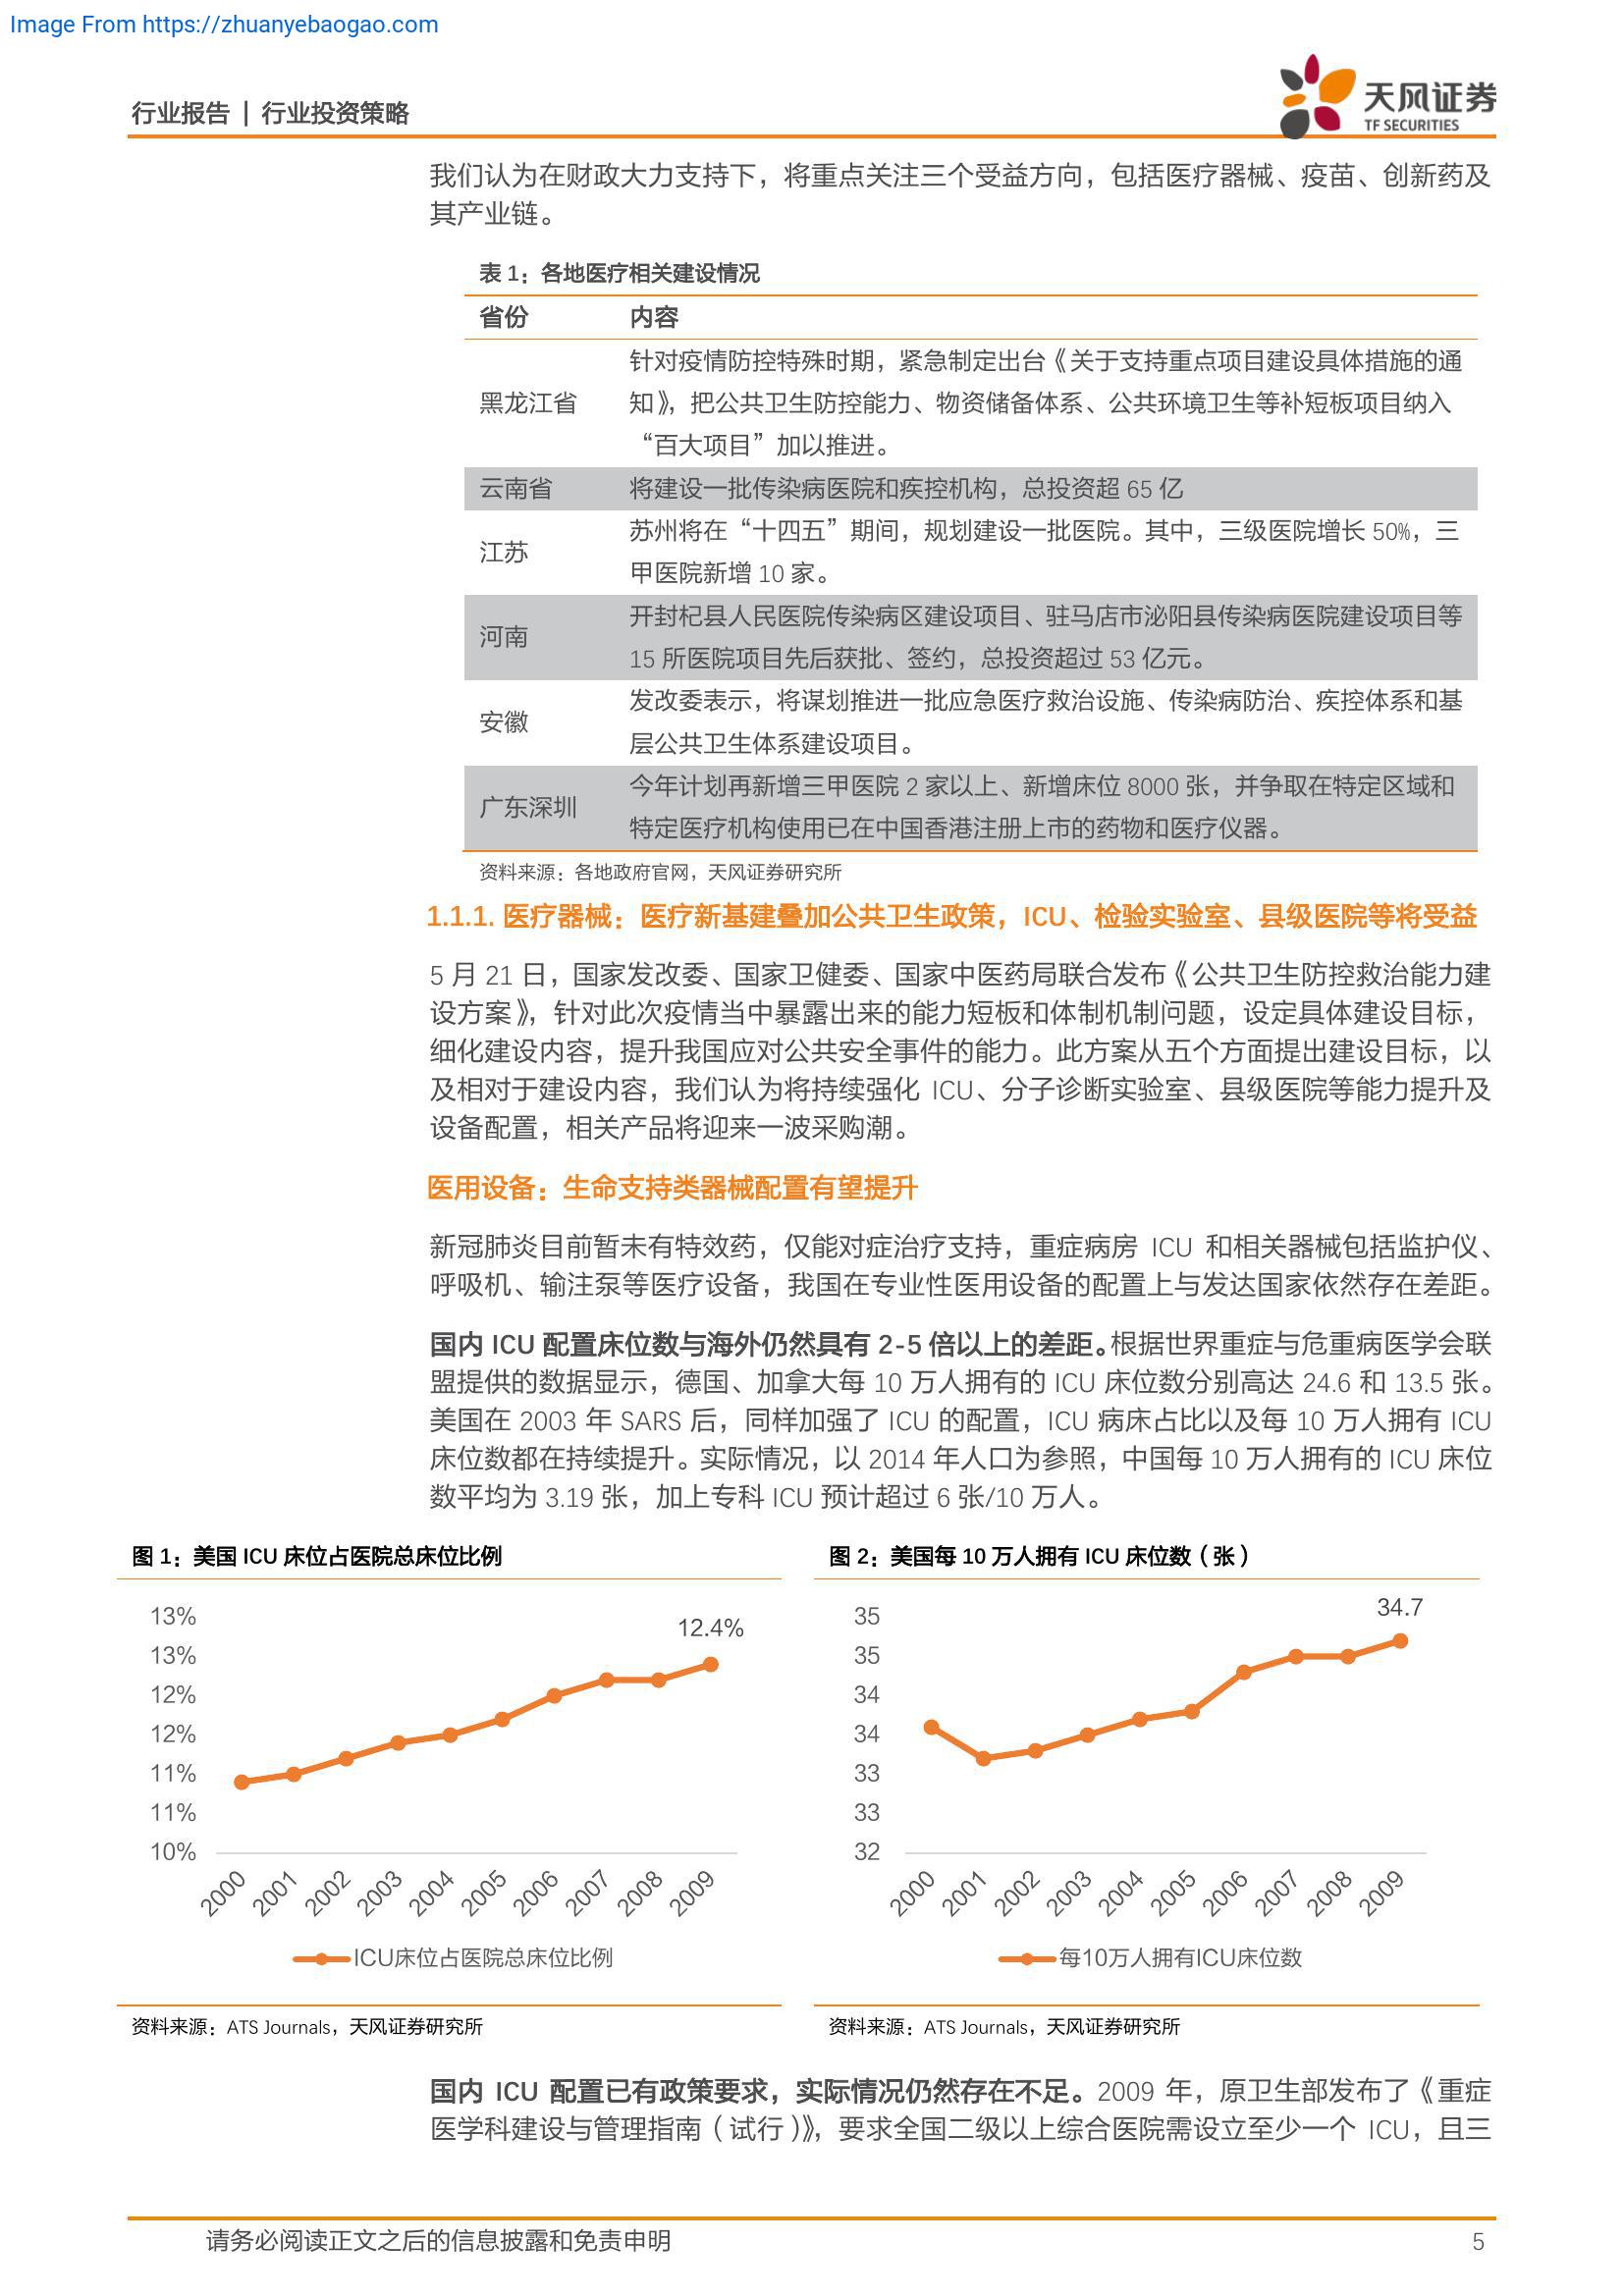 Image From https://zhuanyebaogao.com
行业报告 | 行业投资策略
天风证券
TF SECURITIES
我们认为在财政大力支持下，将重点关注三个受益方向，包括医疗器械、疫苗、创新药及
其产业链。
表 1：各地医疗相关建设情况
省份 内容
针对疫情防控特殊时期，紧急制定出台《关于支持重点项目建设具体措施的通
黑龙江省 知》，把公共卫生防控能力、物资储备体系、公共环境卫生等补短板项目纳入
“百大项目”加以推进。
云南省 将建设一批传染病医院和疾控机构，总投资超 65 亿
江苏 苏州将在“十四五”期间，规划建设一批医院。其中，三级医院增长 50%，三
甲医院新增 10 家。
河南 开封杞县人民医院传染病区建设项目、驻马店市泌阳县传染病医院建设项目等
15 所医院项目先后获批、签约，总投资超过 53 亿元。
安徽 发改委表示，将谋划推进一批应急医疗救治设施、传染病防治、疾控体系和基
层公共卫生体系建设项目。
广东深圳 今年计划再新增三甲医院 2 家以上、新增床位 8000 张，并争取在特定区域和
特定医疗机构使用已在中国香港注册上市的药物和医疗仪器。
资料来源：各地政府官网，天风证券研究所
1.1.1. 医疗器械：医疗新基建叠加公共卫生政策，ICU、检验实验室、县级医院等将受益
5 月 21 日，国家发改委、国家卫健委、国家中医药局联合发布《公共卫生防控救治能力建
设方案》，针对此次疫情当中暴露出来的能力短板和体制机制问题，设定具体建设目标，
细化建设内容，提升我国应对公共安全事件的能力。此方案从五个方面提出建设目标，以
及相对于建设内容，我们认为将持续强化 ICU、分子诊断实验室、县级医院等能力提升及
设备配置，相关产品将迎来一波采购潮。
医用设备：生命支持类器械配置有望提升
新冠肺炎目前暂未有特效药，仅能对症治疗支持，重症病房 ICU 和相关器械包括监护仪、
呼吸机、输注泵等医疗设备，我国在专业性医用设备的配置上与发达国家依然存在差距。
国内 ICU 配置床位数与海外仍然具有 2-5 倍以上的差距。根据世界重症与危重病医学会联
盟提供的数据显示，德国、加拿大每 10 万人拥有的 ICU 床位数分别高达 24.6 和 13.5 张。
美国在 2003 年 SARS 后，同样加强了 ICU 的配置，ICU 病床占比以及每 10 万人拥有 ICU
床位数都在持续提升。实际情况，以 2014 年人口为参照，中国每 10 万人拥有的 ICU 床位
数平均为 3.19 张，加上专科 ICU 预计超过 6 张/10 万人。
图 1：美国 ICU 床位占医院总床位比例
13%
13%
12%
12%
11%
11%
10%
12.4%
2000 2001 2002 2003 2004 2005 2006 2007 2008 2009
ICU床位占医院总床位比例
资料来源：ATS Journals，天风证券研究所
图 2：美国每 10 万人拥有 ICU 床位数（张）
35
35
34
34
33
33
32
34.7
2000 2001 2002 2003 2004 2005 2006 2007 2008 2009
每10万人拥有ICU床位数
资料来源：ATS Journals，天风证券研究所
国内 ICU 配置已有政策要求，实际情况仍然存在不足。2009 年，原卫生部发布了《重症
医学科建设与管理指南（试行）》，要求全国二级以上综合医院需设立至少一个 ICU，且三
请务必阅读正文之后的信息披露和免责申明
5